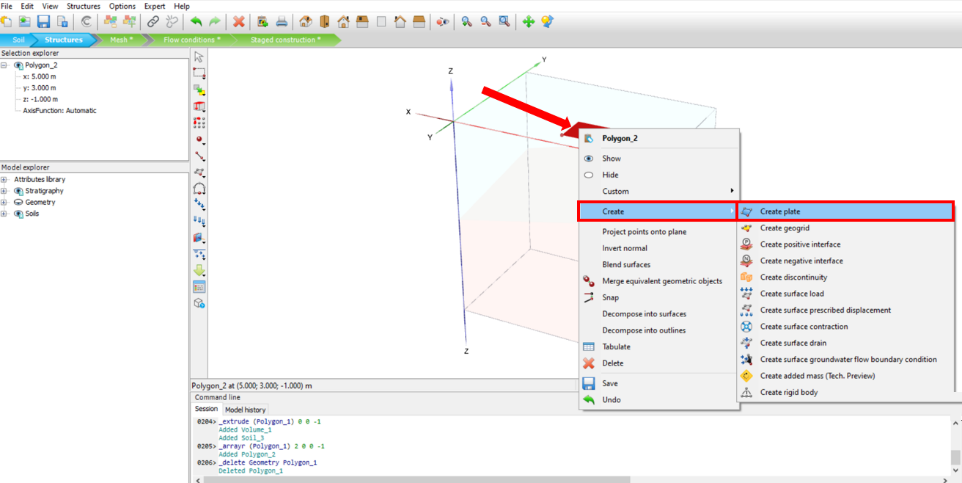 File Edit View Structures Options Expert Help
Soil Structures Mesh * Flow conditions * Staged construction *
Selection explorer
Polygon_2
x: 5.000 m
y: 3.000 m
z: -1.000 m
AxisFunction: Automatic
Model explorer
Attributes library
Stratigraphy
Geometry
Soils
Z
Y
X
Y
Z
Polygon_2
Show
Hide
Custom
Create
Project points onto plane
Invert normal
Blend surfaces
Merge equivalent geometric objects
Snap
Decompose into surfaces
Decompose into outlines
Tabulate
Delete
Save
Undo
Create plate
Create geogrid
Create positive interface
Create negative interface
Create discontinuity
Create surface load
Create surface prescribed displacement
Create surface contraction
Create surface drain
Create surface groundwater flow boundary condition
Create added mass (Tech. Preview)
Create rigid body
Polygon_2 at (5.000; 3.000; -1.000) m
Command line
Session Model history
0204> _extrude (Polygon_1) 0 0 -1
Added Volume_1
Added Soil_3
0205> _arrayr (Polygon_1) 2 0 0 -1
Added Polygon_2
0206> _delete Geometry Polygon_1
Deleted Polygon_1